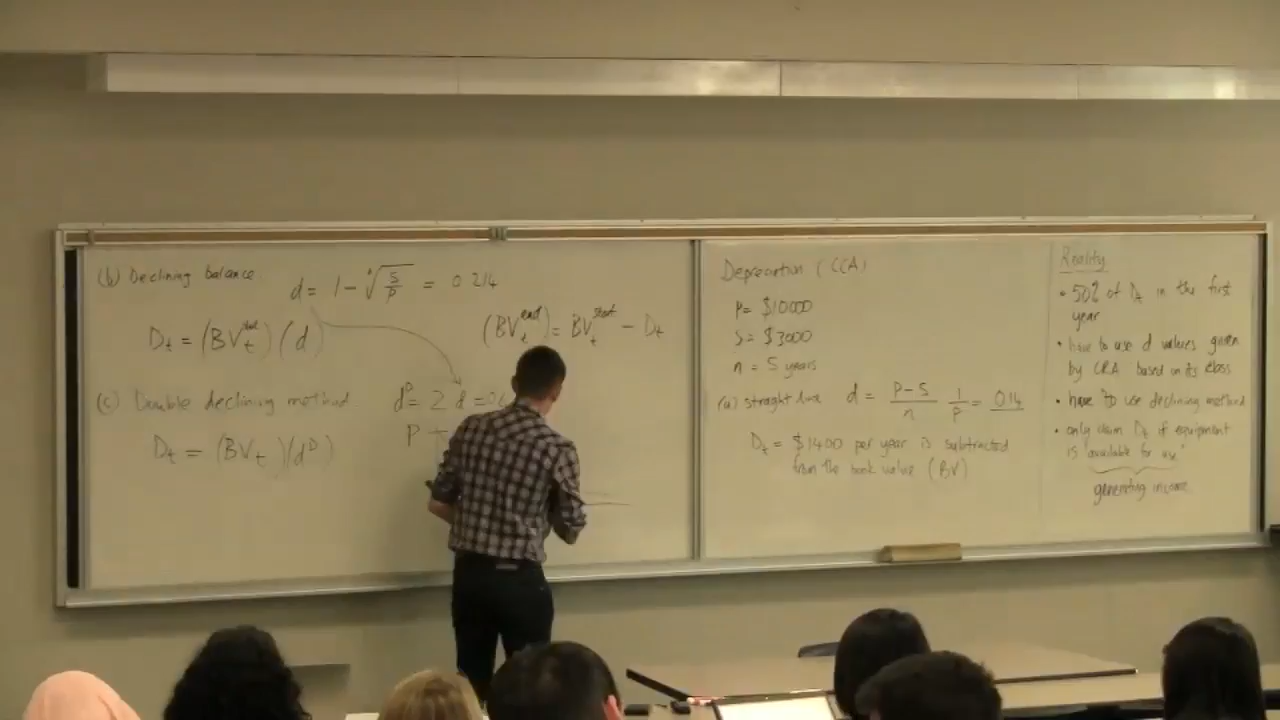 (b) Declining balance
d = 1 - ⁿ√(S/P) = 0.214
Dₜ = (BVₜ^start)(d)
(BVₜ^end) = BVₜ^start - Dₜ
(c) Double declining method
dᴰ = 2 d =
P
Dₜ = (BVₜ)(dᴰ)
Depreciation (CCA)
P = $10000
S = $3000
n = 5 years
(a) straight line d = (P-S)/n 1/P = 0.14
Dₜ = $1400 per year is subtracted
from the book value (BV)
Reality
• 50% of Dₜ in the first
year
• have to use d values given
by CRA based on its class
• have to use declining method
• only claim Dₜ if equipment
is "available for use"
generating income